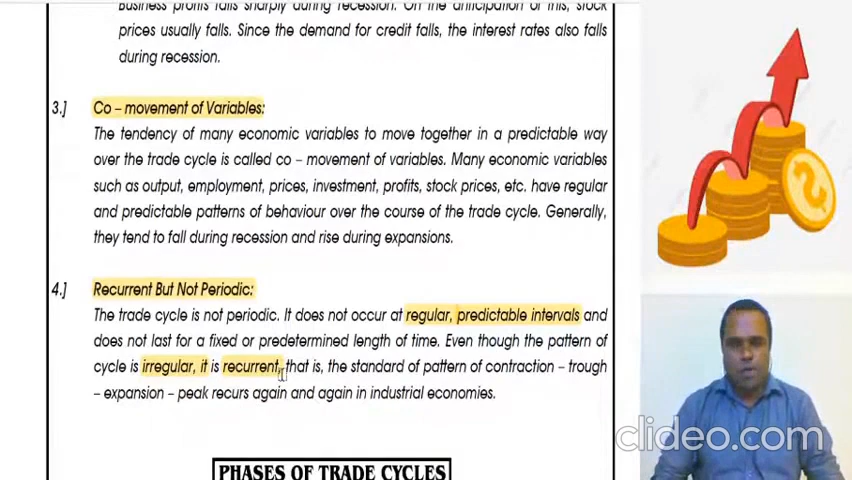 Business profits falls sharply during recession. On the anticipation of this, stock
prices usually falls. Since the demand for credit falls, the interest rates also falls
during recession.
3.] Co – movement of Variables:
The tendency of many economic variables to move together in a predictable way
over the trade cycle is called co – movement of variables. Many economic variables
such as output, employment, prices, investment, profits, stock prices, etc. have regular
and predictable patterns of behaviour over the course of the trade cycle. Generally,
they tend to fall during recession and rise during expansions.
4.] Recurrent But Not Periodic:
The trade cycle is not periodic. It does not occur at regular, predictable intervals and
does not last for a fixed or predetermined length of time. Even though the pattern of
cycle is irregular, it is recurrent, that is, the standard of pattern of contraction – trough
– expansion – peak recurs again and again in industrial economies.
clideo.com
PHASES OF TRADE CYCLES